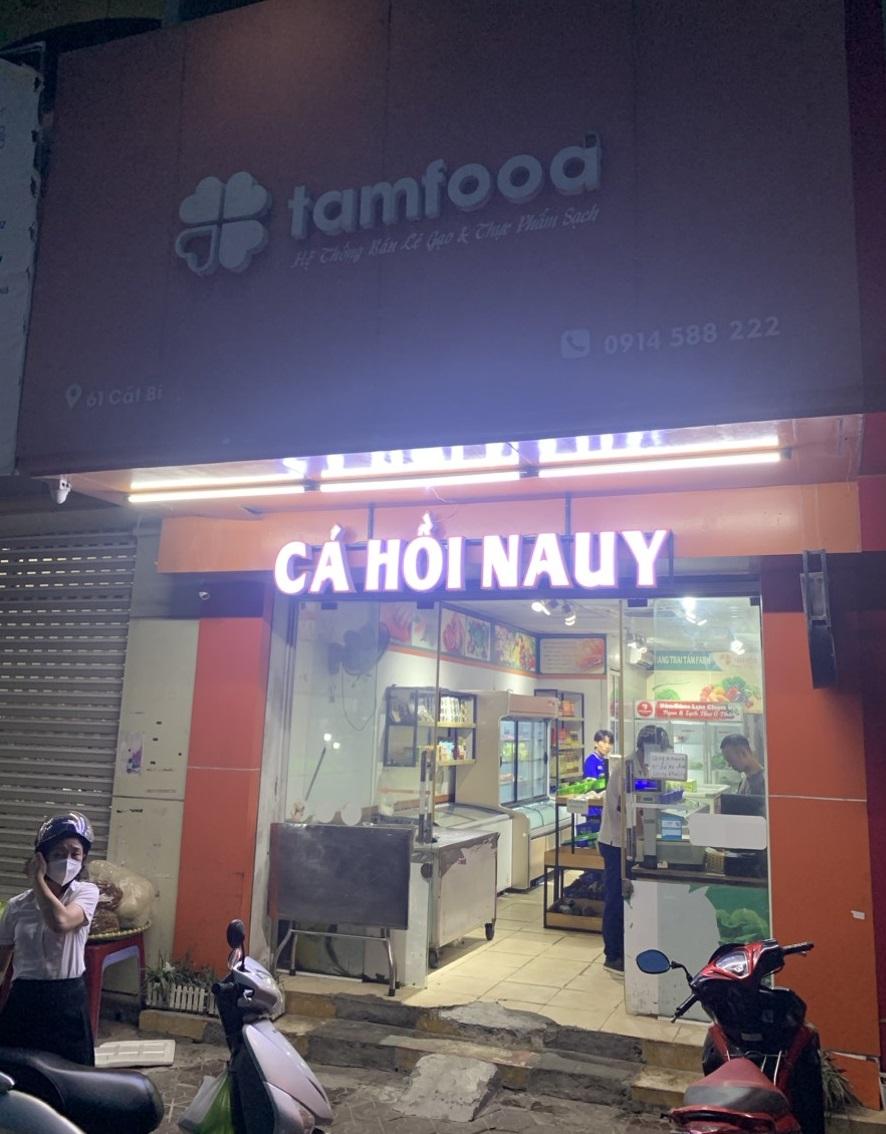 tamfood
Hệ Thống Bán Lẻ Gạo & Thực Phẩm Sạch
0914 588 222
61 Cát Bi
CÁ HỒI NAUY